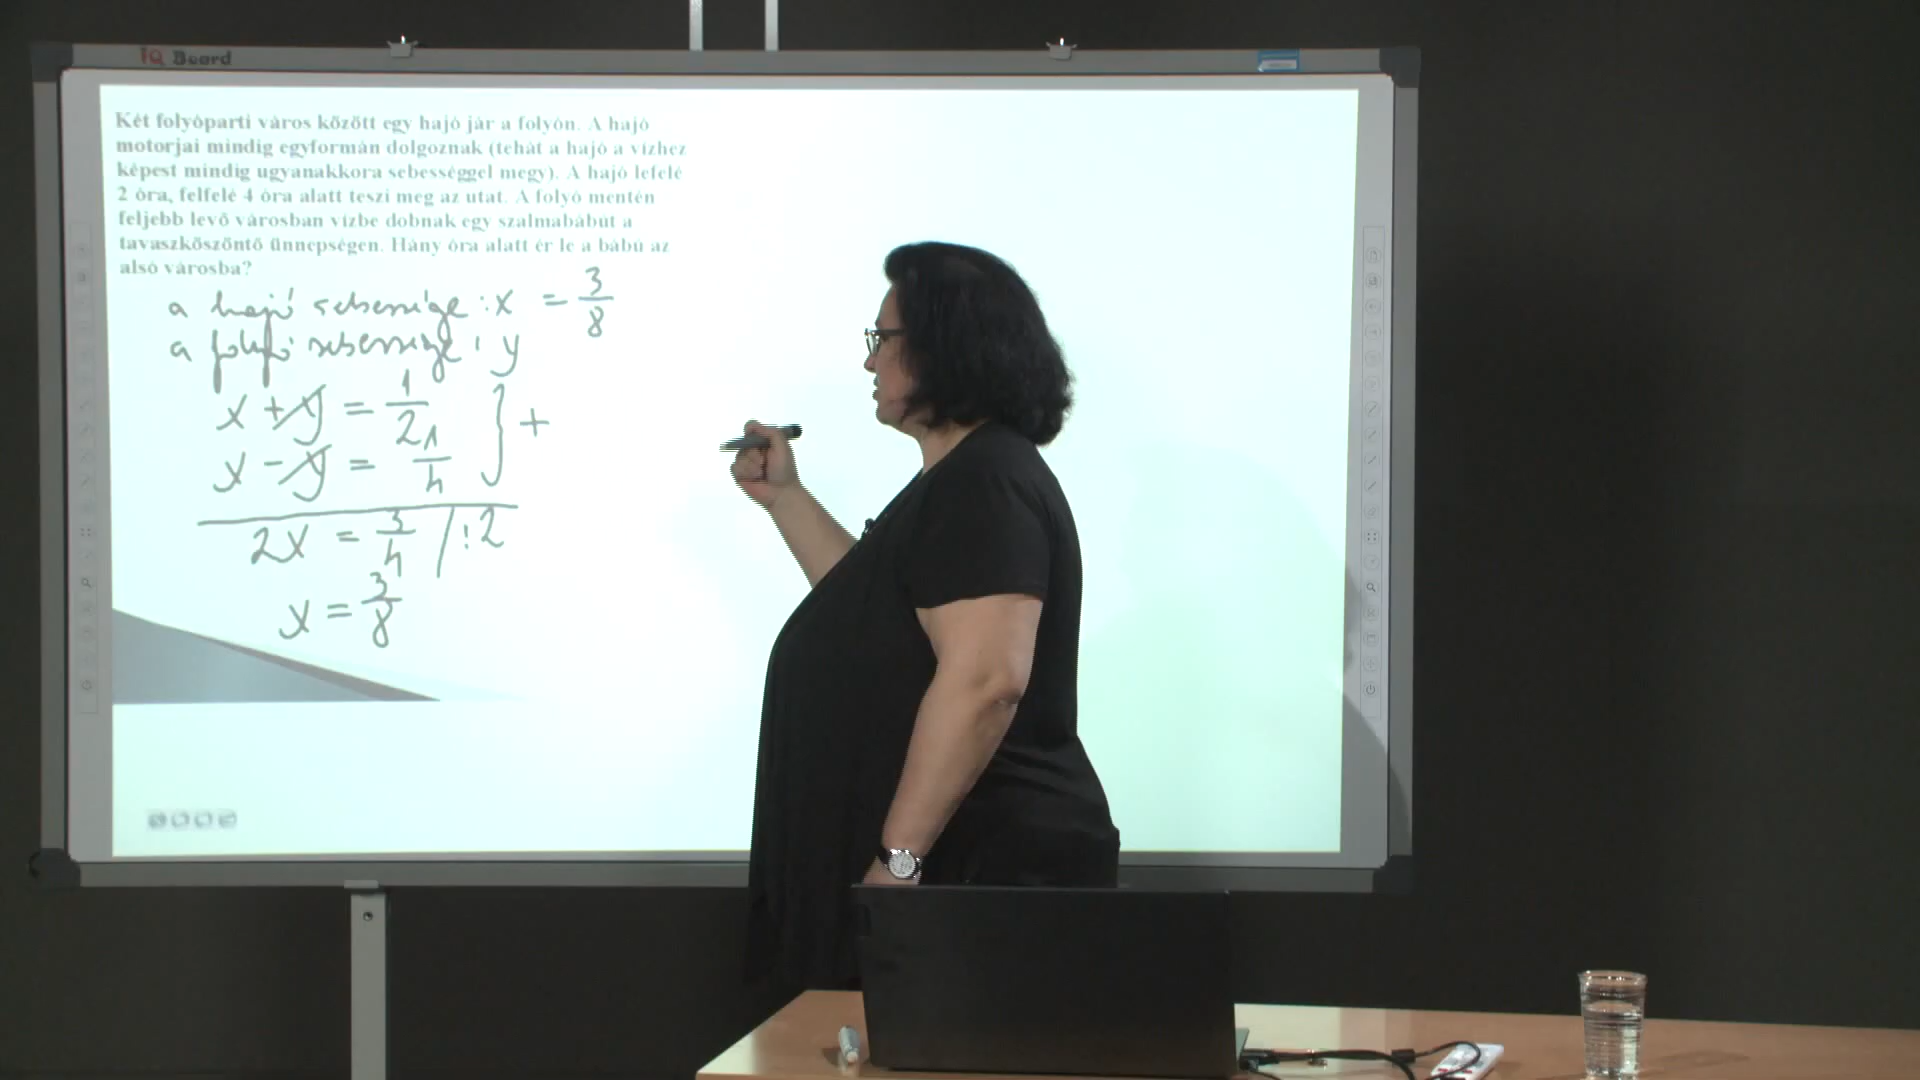 iQ Board
Két folyóparti város között egy hajó jár a folyón. A hajó
motorjai mindig egyformán dolgoznak (tehát a hajó a vízhez
képest mindig ugyanakkora sebességgel megy). A hajó lefelé
2 óra, felfelé 4 óra alatt teszi meg az utat. A folyó mentén
feljebb levő városban vízbe dobnak egy szalmabábut a
tavaszköszöntő ünnepségen. Hány óra alatt ér le a bábu az
alsó városba?
a hajó sebessége : x = 3/8
a folyó sebessége : y
x + y = 1/2 } +
x - y = 1/4
2x = 3/4 / :2
x = 3/8